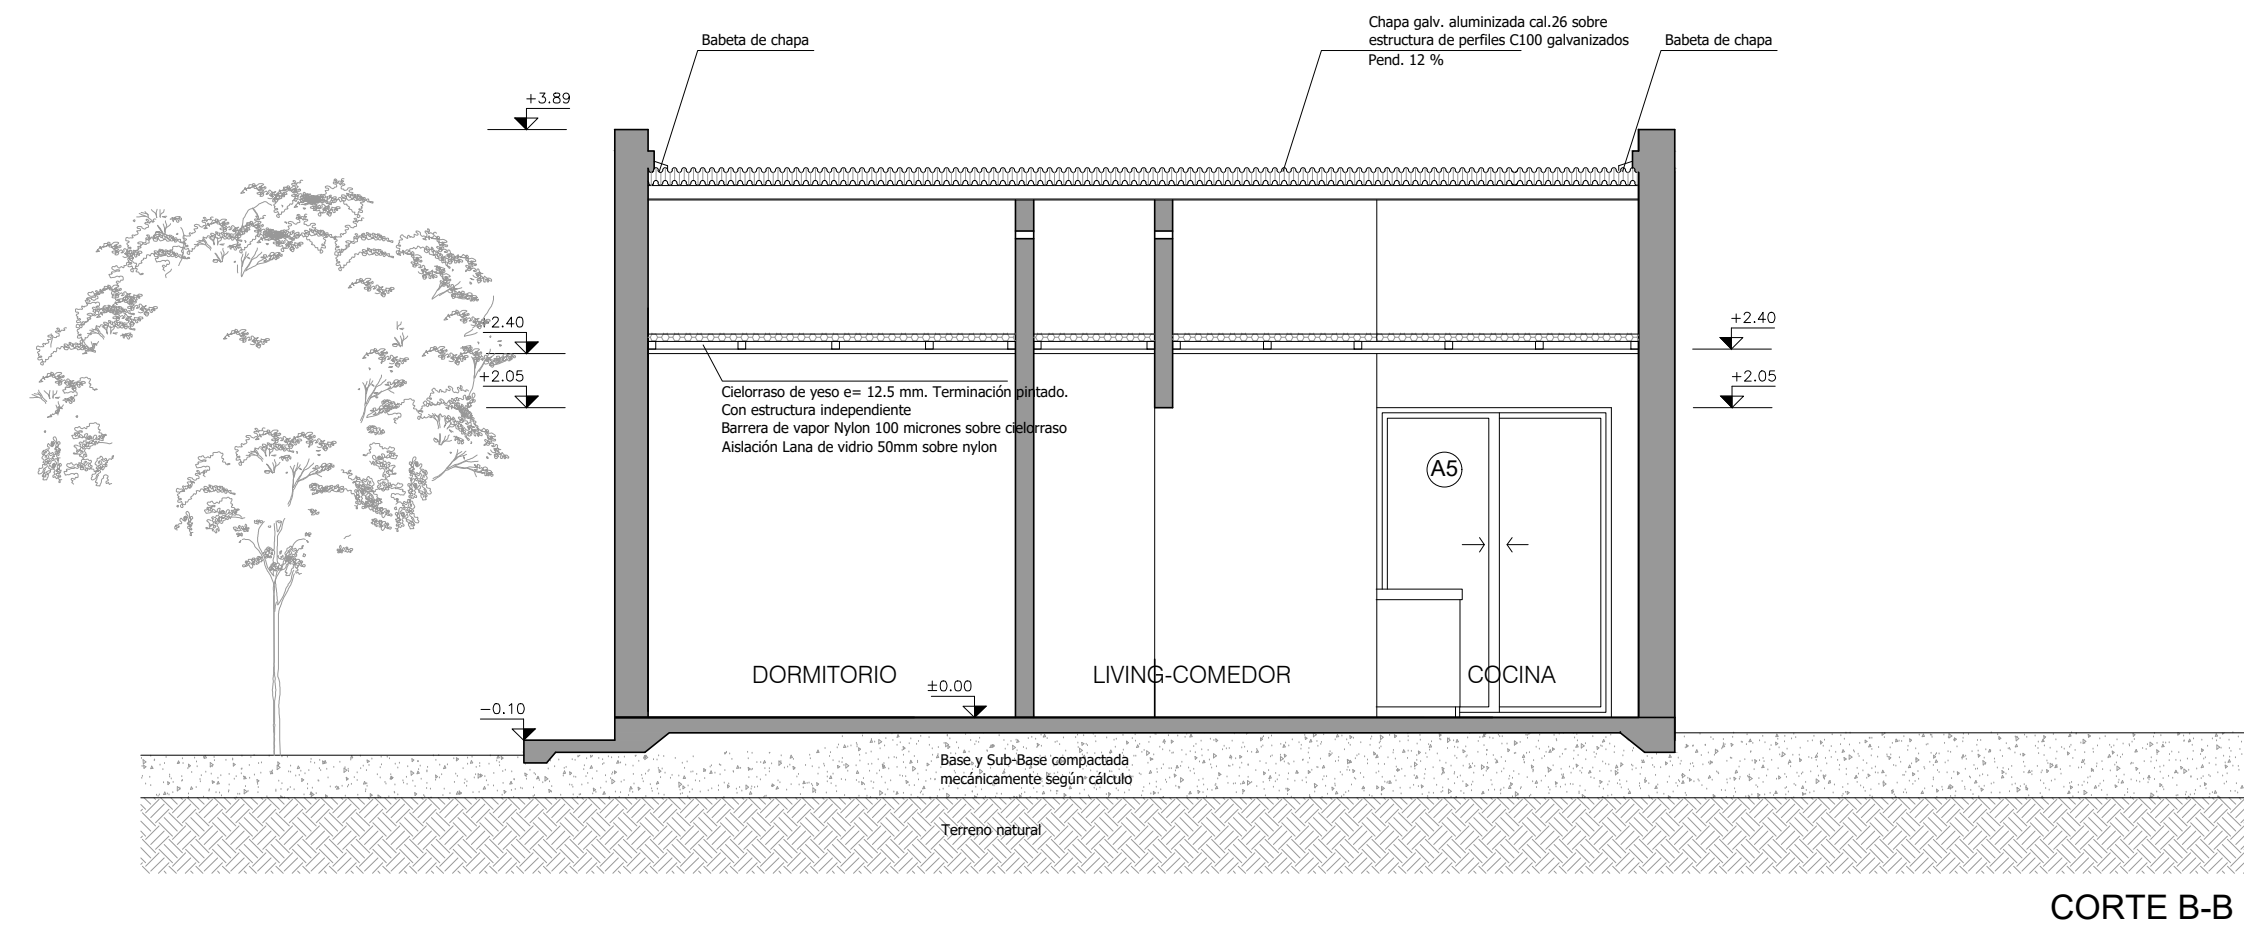 Chapa galv. aluminizada cal.26 sobre
estructura de perfiles C100 galvanizados
Pend. 12 %
Babeta de chapa
Babeta de chapa
+3.89
+2.40
+2.40
+2.05
+2.05
Cielorraso de yeso e= 12.5 mm. Terminación pintado.
Con estructura independiente
Barrera de vapor Nylon 100 micrones sobre cielorraso
Aislación Lana de vidrio 50mm sobre nylon
A5
DORMITORIO
LIVING-COMEDOR
COCINA
±0.00
−0.10
Base y Sub-Base compactada
mecánicamente según cálculo
Terreno natural
CORTE B-B